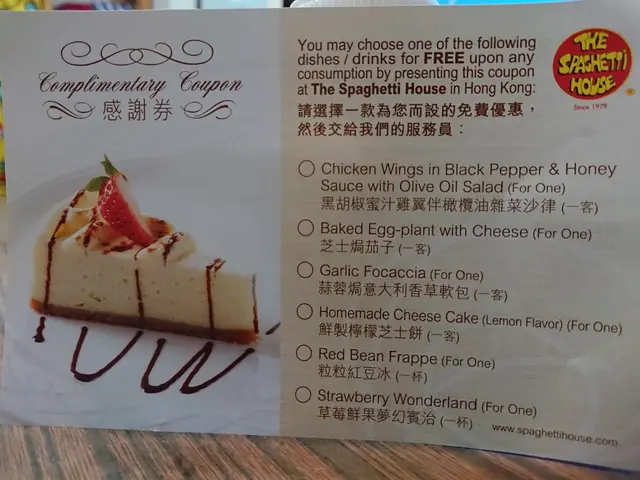 Complimentary Coupon
感謝券
You may choose one of the following
dishes / drinks for FREE upon any
consumption by presenting this coupon
at The Spaghetti House in Hong Kong:
請選擇一款為您而設的免費優惠，
然後交給我們的服務員：
THE
SPAGHETTI
HOUSE
®
Since 1979
Chicken Wings in Black Pepper & Honey
Sauce with Olive Oil Salad (For One)
黑胡椒蜜汁雞翼伴橄欖油雜菜沙律 (一客)
Baked Egg-plant with Cheese (For One)
芝士焗茄子 (一客)
Garlic Focaccia (For One)
蒜蓉焗意大利香草軟包 (一客)
Homemade Cheese Cake (Lemon Flavor) (For One)
鮮製檸檬芝士餅 (一客)
Red Bean Frappe (For One)
粒粒紅豆冰 (一杯)
Strawberry Wonderland (For One)
草莓鮮果夢幻賓治 (一杯)
www.spaghettihouse.com